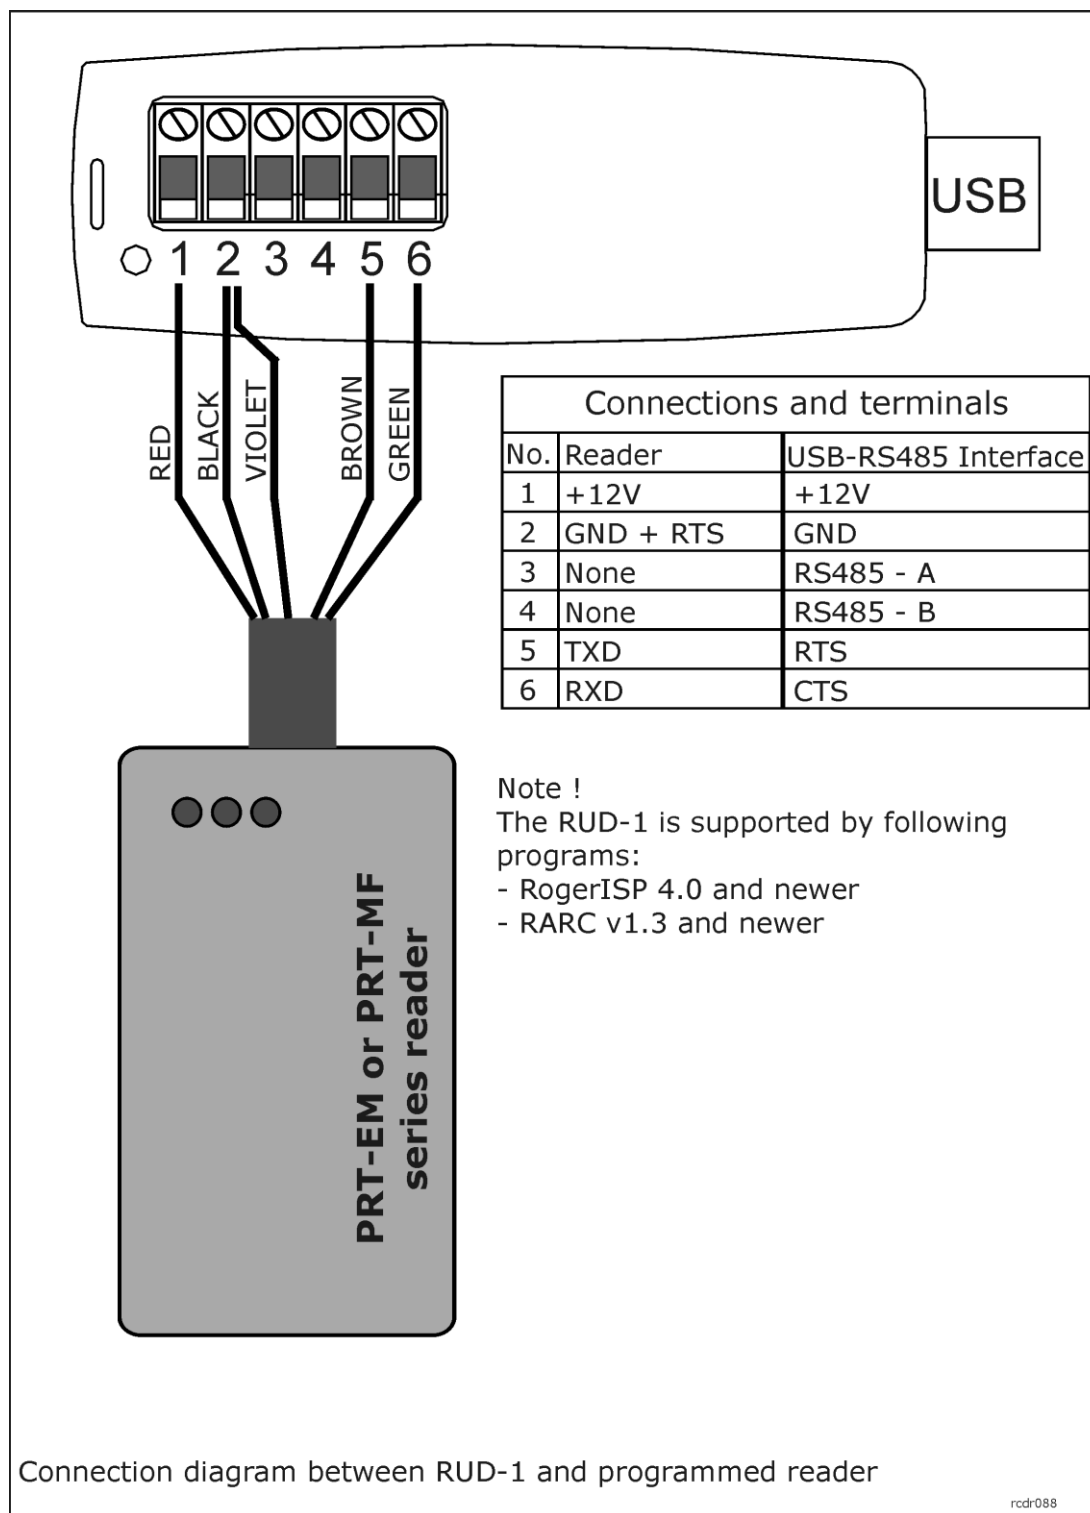 USB
1 2 3 4 5 6
RED
BLACK
VIOLET
BROWN
GREEN
Connections and terminals
No. Reader USB-RS485 Interface
1 +12V +12V
2 GND + RTS GND
3 None RS485 - A
4 None RS485 - B
5 TXD RTS
6 RXD CTS
Note !
The RUD-1 is supported by following
programs:
- RogerISP 4.0 and newer
- RARC v1.3 and newer
PRT-EM or PRT-MF
series reader
Connection diagram between RUD-1 and programmed reader
rcdr088